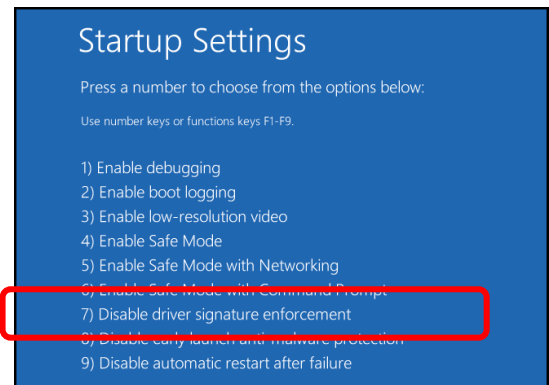 Startup Settings
Press a number to choose from the options below:
Use number keys or functions keys F1-F9.
1) Enable debugging
2) Enable boot logging
3) Enable low-resolution video
4) Enable Safe Mode
5) Enable Safe Mode with Networking
6) Enable Safe Mode with Command Prompt
7) Disable driver signature enforcement
8) Disable early launch anti-malware protection
9) Disable automatic restart after failure